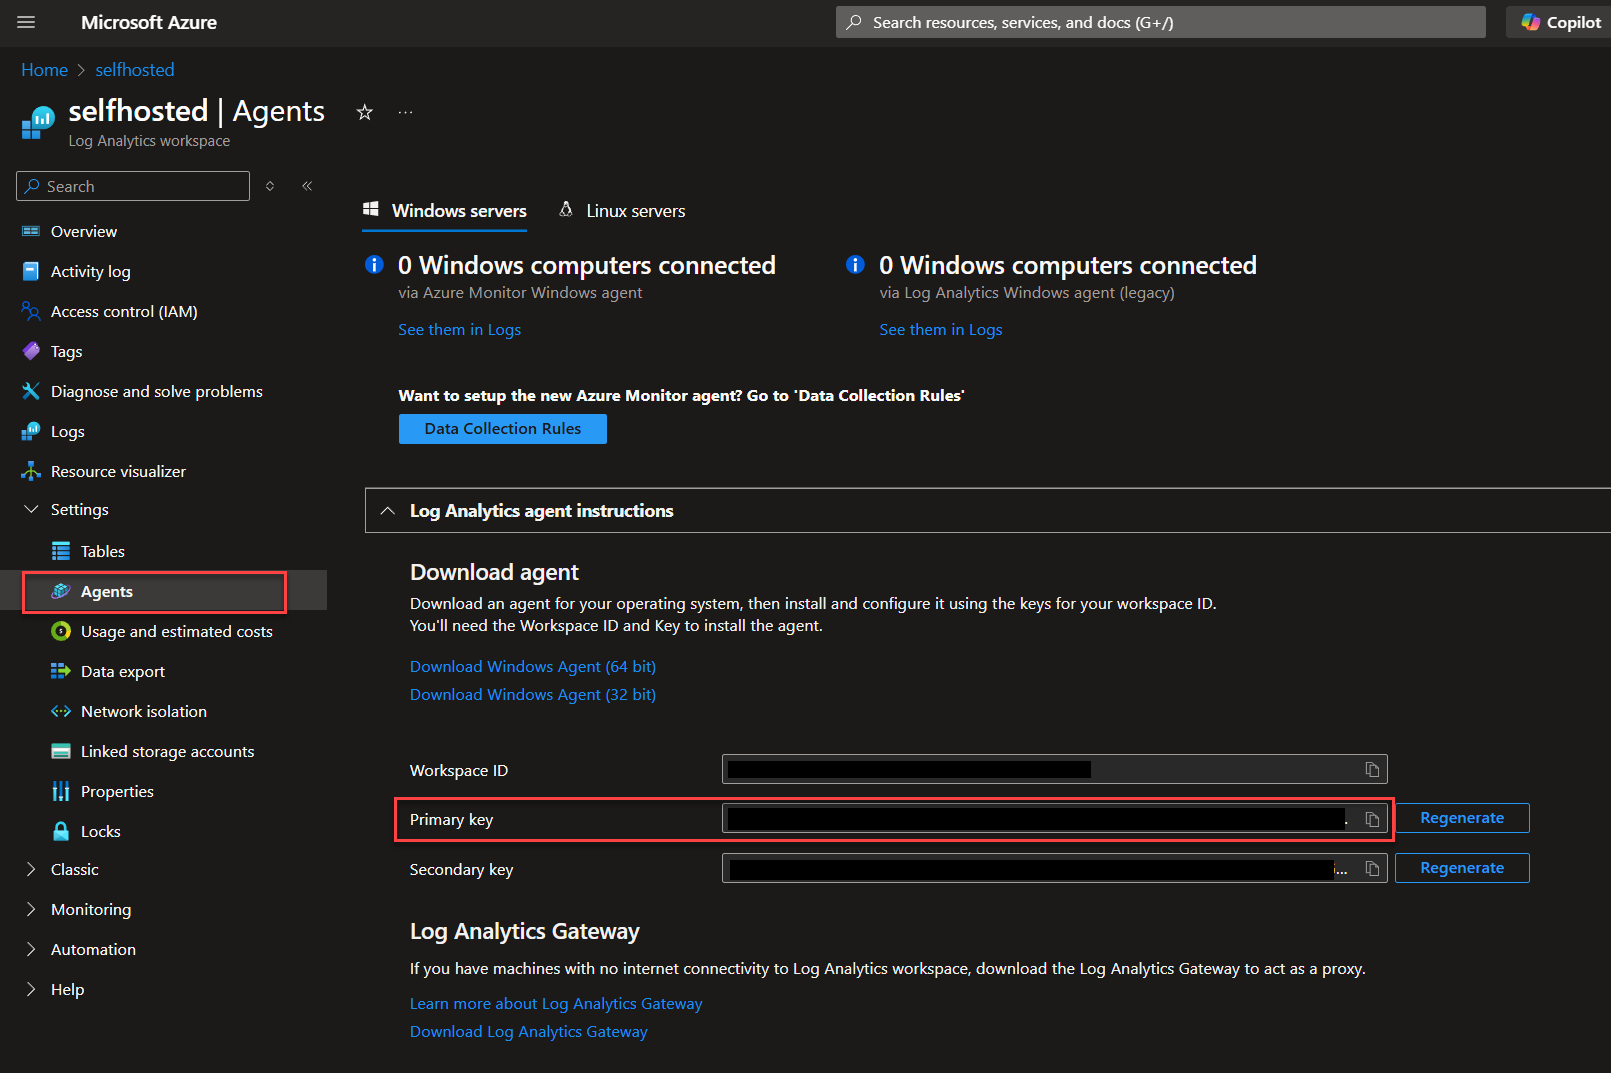 Microsoft Azure
Search resources, services, and docs (G+/)
Copilot
Home > selfhosted
selfhosted | Agents
Log Analytics workspace
Search
Overview
Activity log
Access control (IAM)
Tags
Diagnose and solve problems
Logs
Resource visualizer
Settings
Tables
Agents
Usage and estimated costs
Data export
Network isolation
Linked storage accounts
Properties
Locks
Classic
Monitoring
Automation
Help
Windows servers
Linux servers
0 Windows computers connected
via Azure Monitor Windows agent
See them in Logs
0 Windows computers connected
via Log Analytics Windows agent (legacy)
See them in Logs
Want to setup the new Azure Monitor agent? Go to 'Data Collection Rules'
Data Collection Rules
Log Analytics agent instructions
Download agent
Download an agent for your operating system, then install and configure it using the keys for your workspace ID.
You'll need the Workspace ID and Key to install the agent.
Download Windows Agent (64 bit)
Download Windows Agent (32 bit)
Workspace ID
Primary key
Regenerate
Secondary key
...
Regenerate
Log Analytics Gateway
If you have machines with no internet connectivity to Log Analytics workspace, download the Log Analytics Gateway to act as a proxy.
Learn more about Log Analytics Gateway
Download Log Analytics Gateway